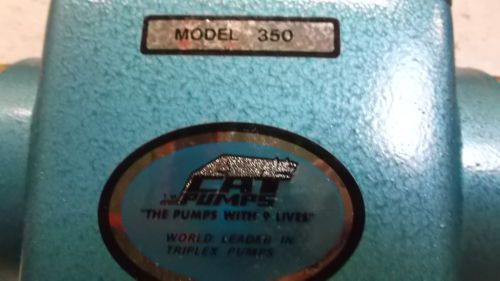 MODEL 350
CAT
PUMPS
"THE PUMPS WITH 9 LIVES"
WORLD LEADER IN
TRIPLEX PUMPS